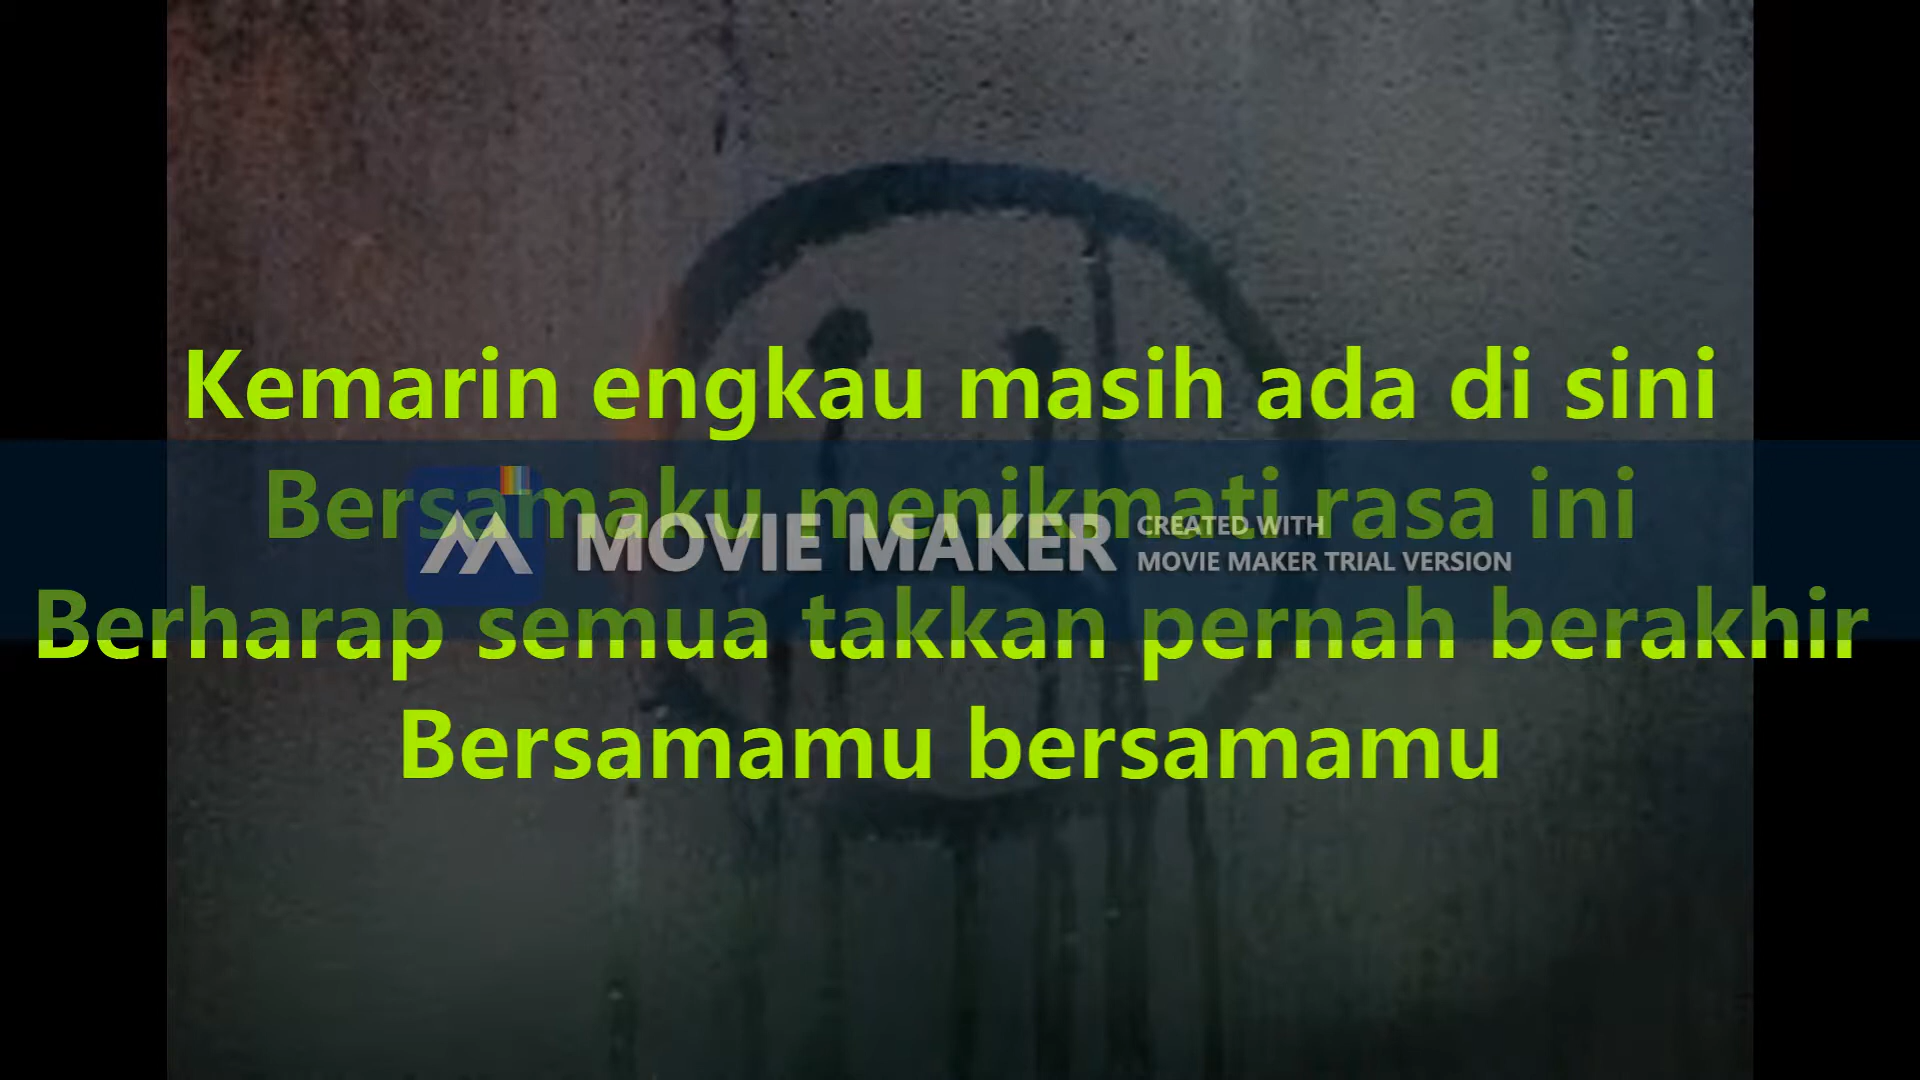 Kemarin engkau masih ada di sini
Bersamaku menikmati rasa ini
MOVIE MAKER
CREATED WITH
MOVIE MAKER TRIAL VERSION
Berharap semua takkan pernah berakhir
Bersamamu bersamamu